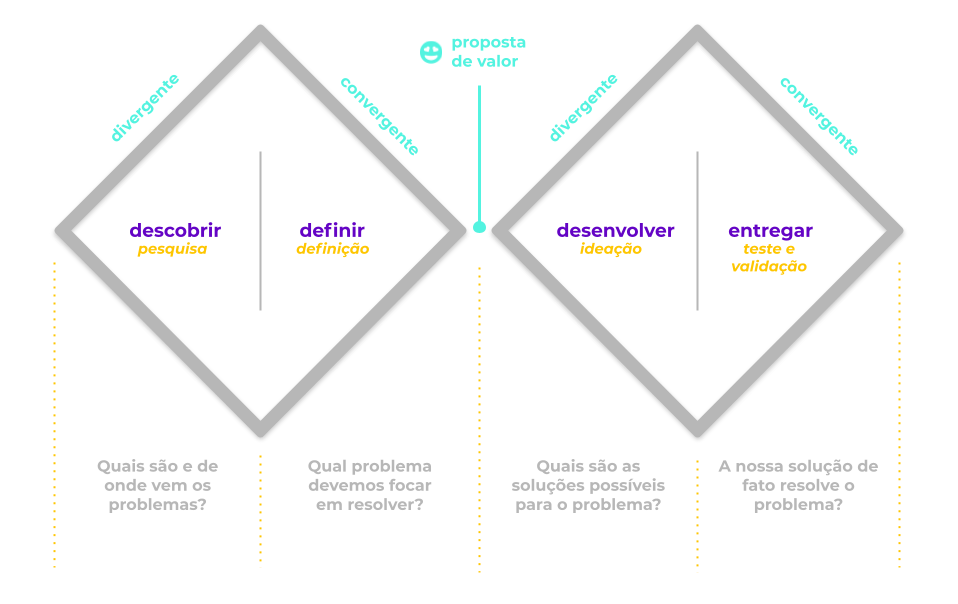 proposta
de valor
divergente
convergente
divergente
convergente
descobrir
pesquisa
definir
definição
desenvolver
ideação
entregar
teste e
validação
Quais são e de
onde vem os
problemas?
Qual problema
devemos focar
em resolver?
Quais são as
soluções possíveis
para o problema?
A nossa solução de
fato resolve o
problema?